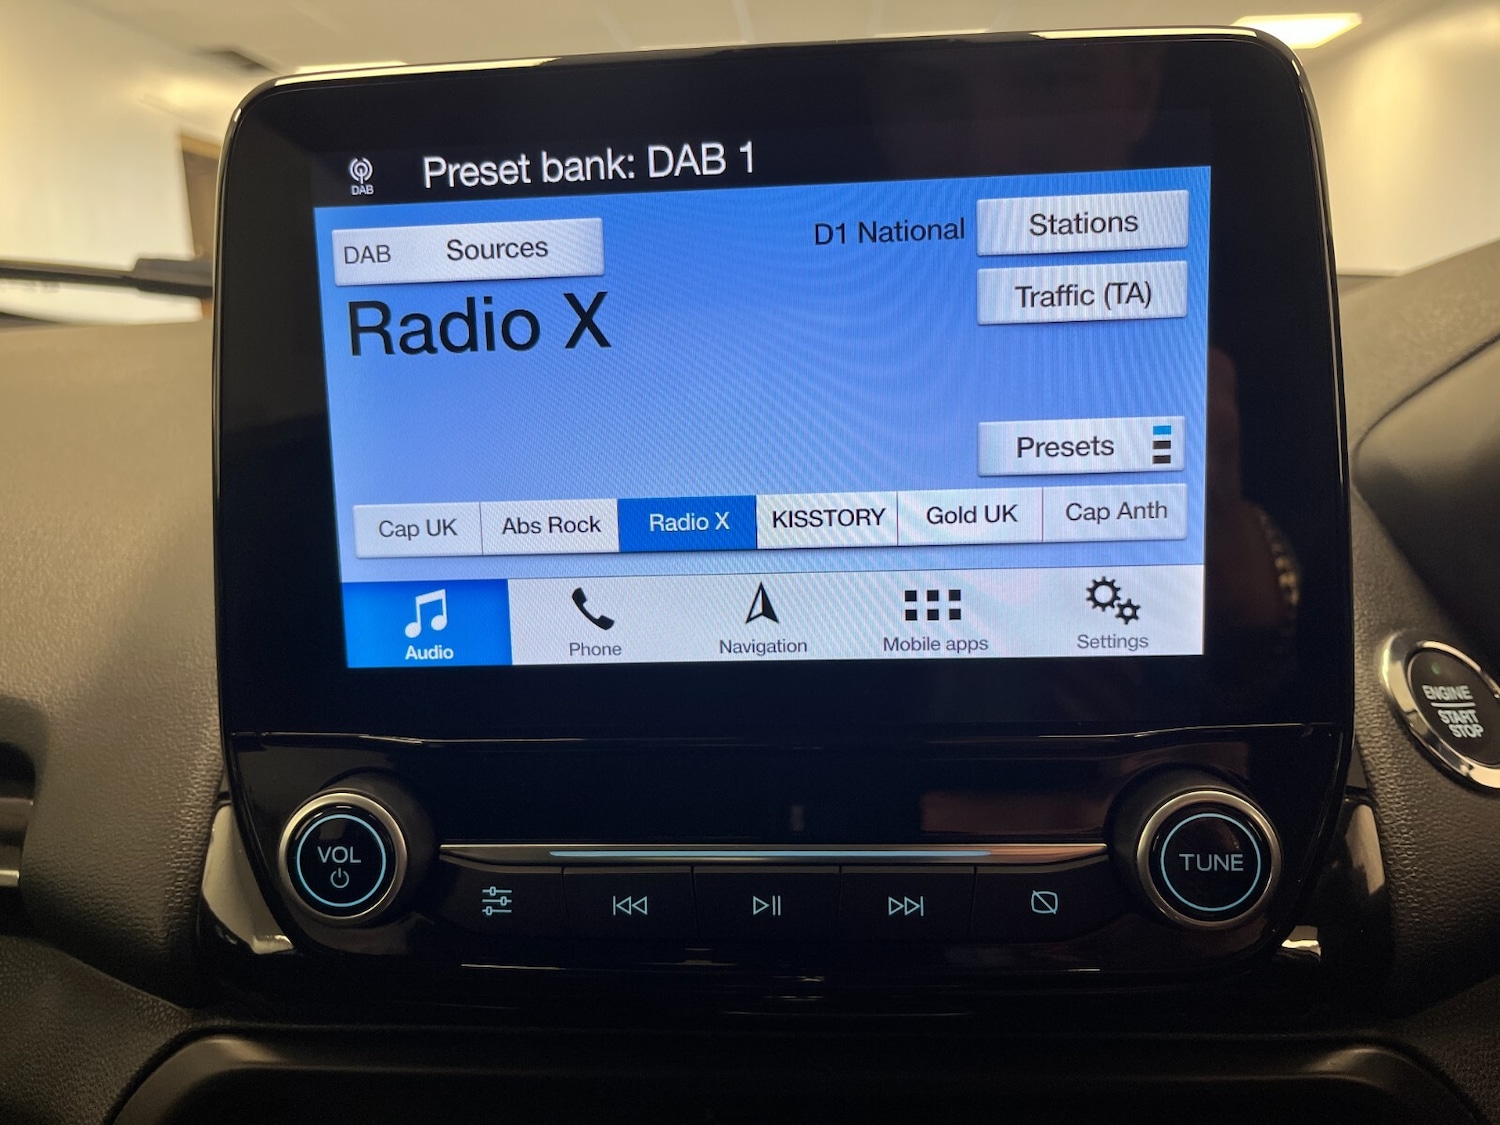 DAB
Preset bank: DAB 1
DAB Sources
D1 National
Stations
Radio X
Traffic (TA)
Presets
Cap UK
Abs Rock
Radio X
KISSTORY
Gold UK
Cap Anth
Audio
Phone
Navigation
Mobile apps
Settings
ENGINE
START
STOP
VOL
TUNE